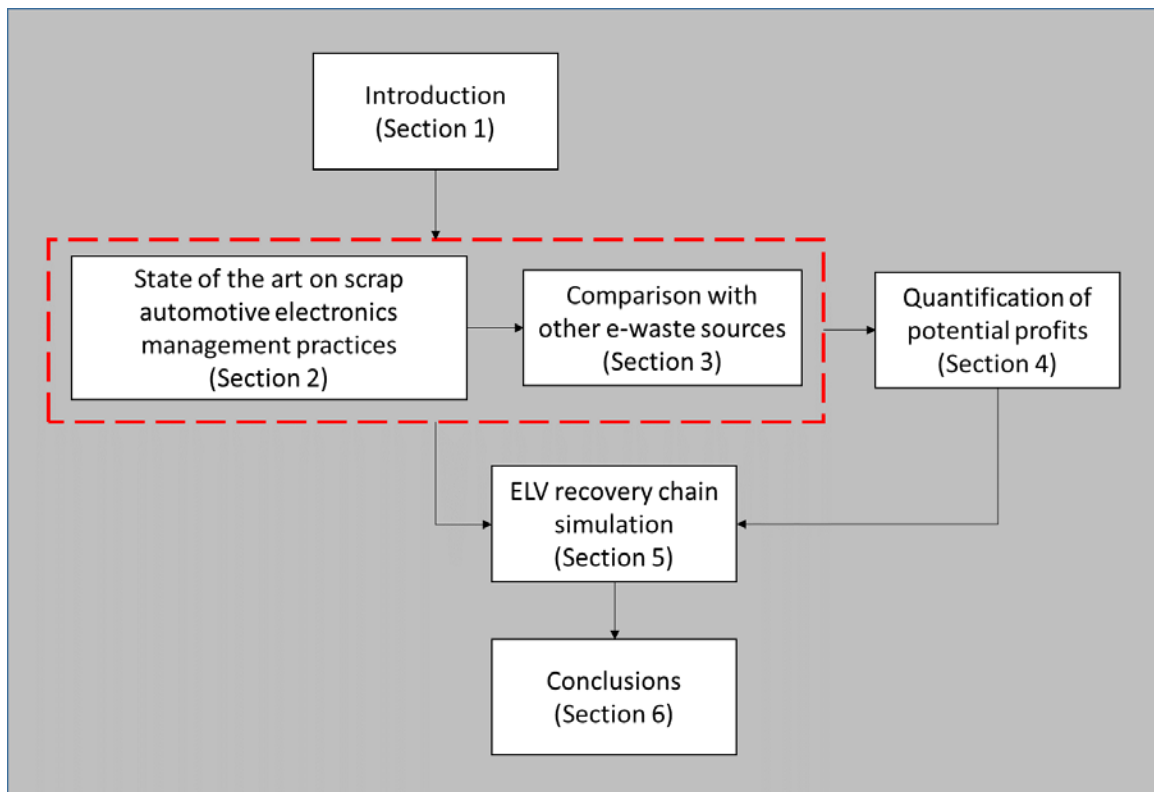 Introduction
(Section 1)
State of the art on scrap
automotive electronics
management practices
(Section 2)
Comparison with
other e-waste sources
(Section 3)
Quantification of
potential profits
(Section 4)
ELV recovery chain
simulation
(Section 5)
Conclusions
(Section 6)